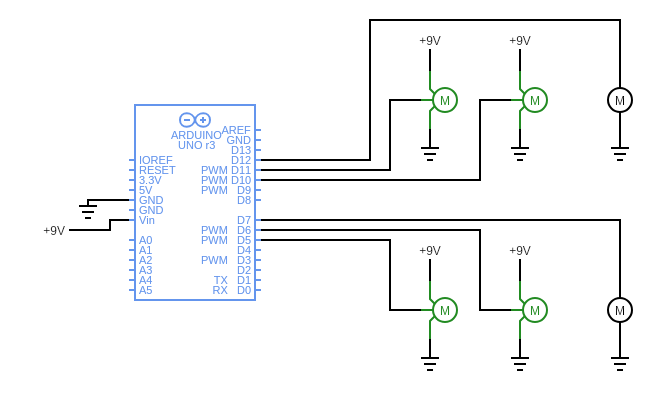 +9V
+9V
M
M
M
ARDUINO
UNO r3
AREF
GND
D13
IOREF
D12
RESET
PWM D11
3.3V
PWM D10
5V
PWM D9
GND
D8
GND
Vin
D7
+9V
PWM D6
A0
PWM D5
A1
D4
A2
PWM D3
A3
D2
A4
TX D1
A5
RX D0
+9V
+9V
M
M
M